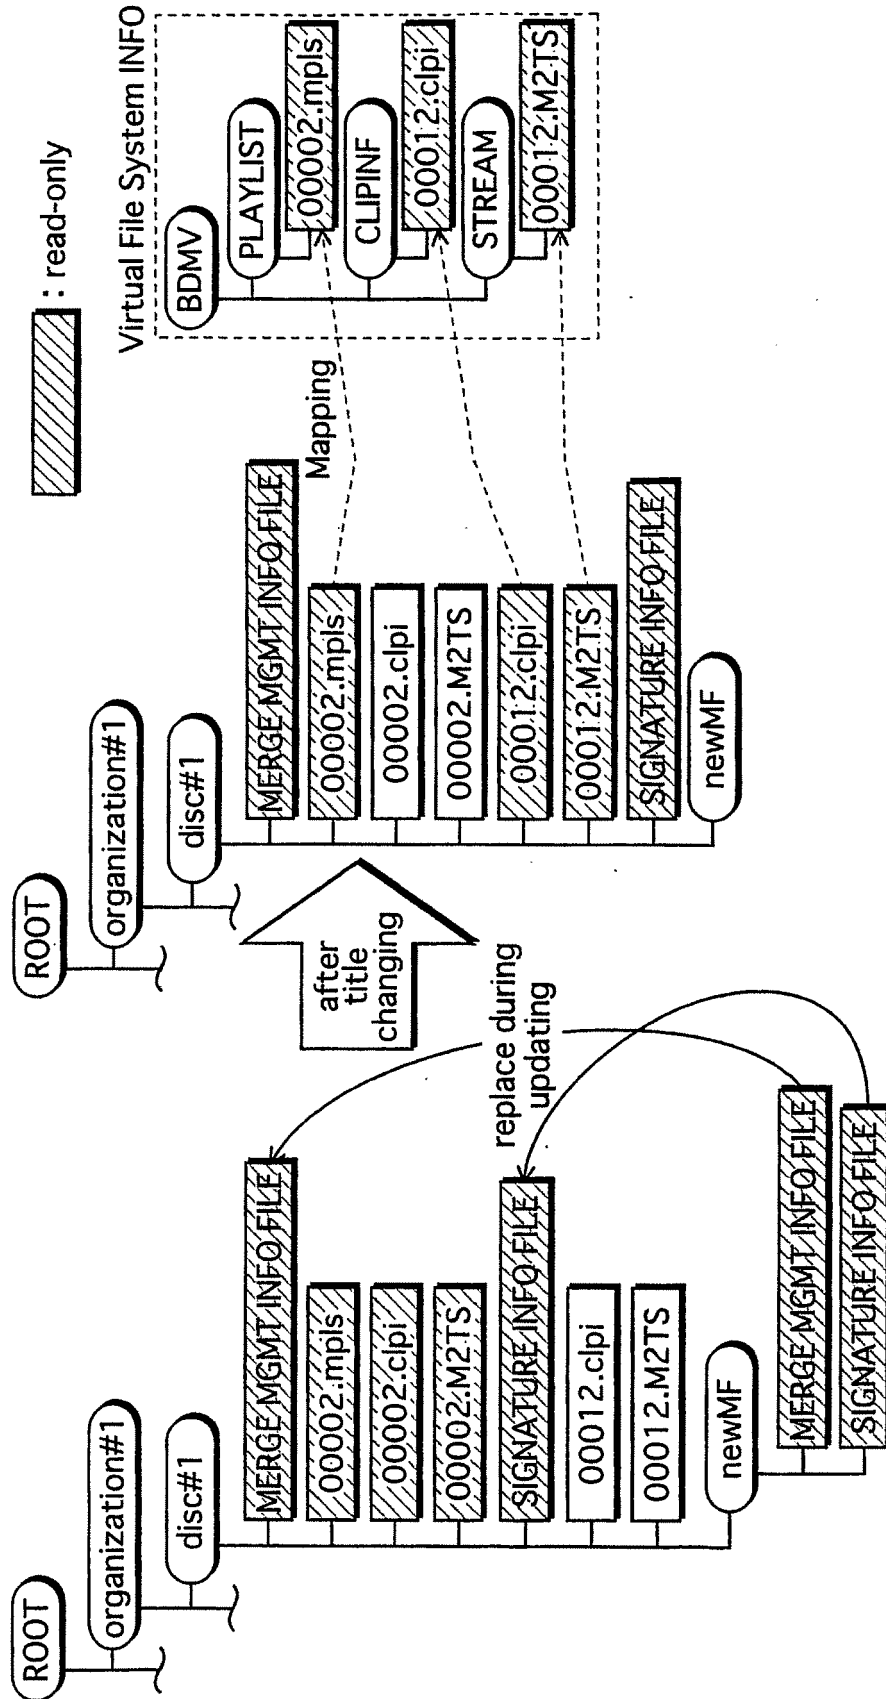 : read-only
ROOT
organization#1
disc#1
MERGE MGMT INFO FILE
00002.mpls
00002.clpi
00002.M2TS
SIGNATURE INFO FILE
00012.clpi
00012.M2TS
newMF
MERGE MGMT INFO FILE
SIGNATURE INFO FILE
replace during
updating
after
title
changing
ROOT
organization#1
disc#1
MERGE MGMT INFO FILE
00002.mpls
00002.clpi
00002.M2TS
00012.clpi
00012.M2TS
SIGNATURE INFO FILE
newMF
Mapping
Virtual File System INFO
BDMV
PLAYLIST
00002.mpls
CLIPINF
00012.clpi
STREAM
00012.M2TS